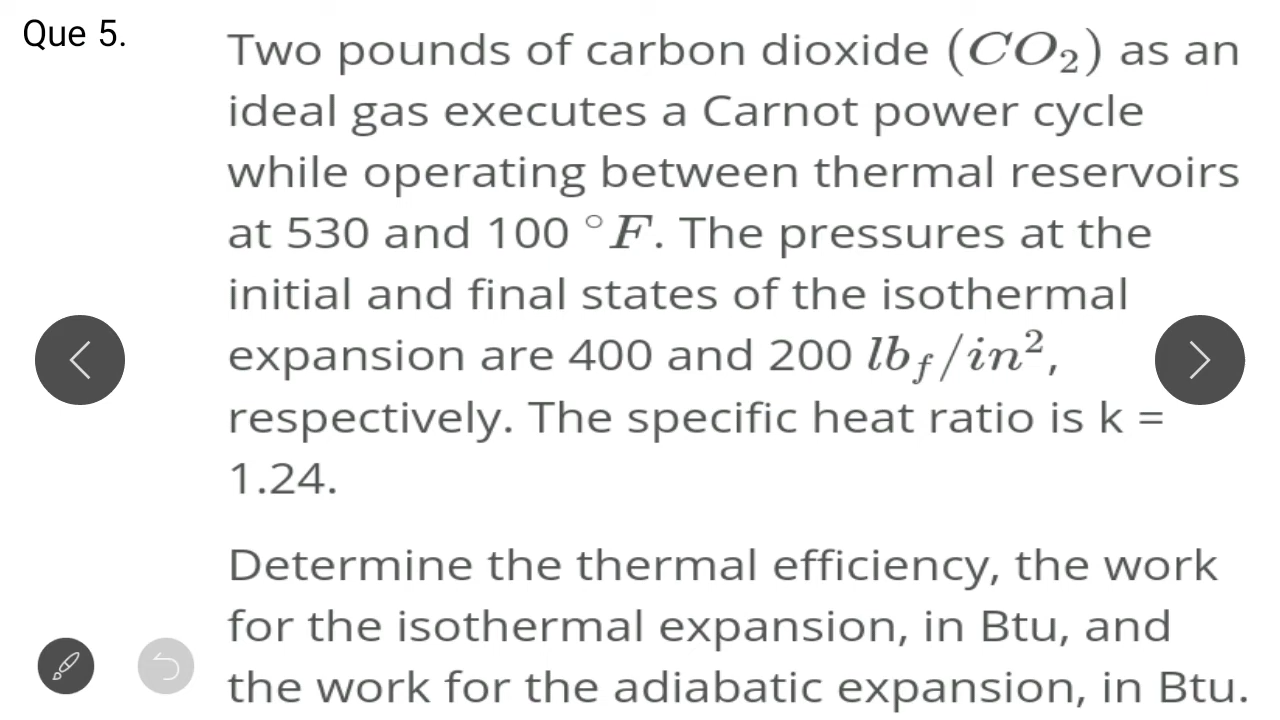 Que 5.
Two pounds of carbon dioxide (CO₂) as an
ideal gas executes a Carnot power cycle
while operating between thermal reservoirs
at 530 and 100 °F. The pressures at the
initial and final states of the isothermal
expansion are 400 and 200 lb_f/in²,
respectively. The specific heat ratio is k =
1.24.
Determine the thermal efficiency, the work
for the isothermal expansion, in Btu, and
the work for the adiabatic expansion, in Btu.